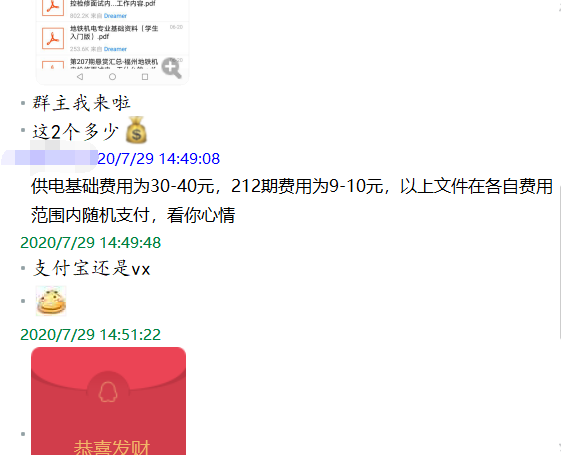 控检修面试内...工作内容.pdf
802.2K 来自 Dreamer
地铁机电专业基础资料（学生
入门版）.pdf
253.6K 来自 Dreamer
第207期悬赏汇总·福州地铁机
群主我来啦
这2个多少
20/7/29 14:49:08
供电基础费用为30-40元，212期费用为9-10元，以上文件在各自费用
范围内随机支付，看你心情
2020/7/29 14:49:48
支付宝还是vx
2020/7/29 14:51:22
恭喜发财